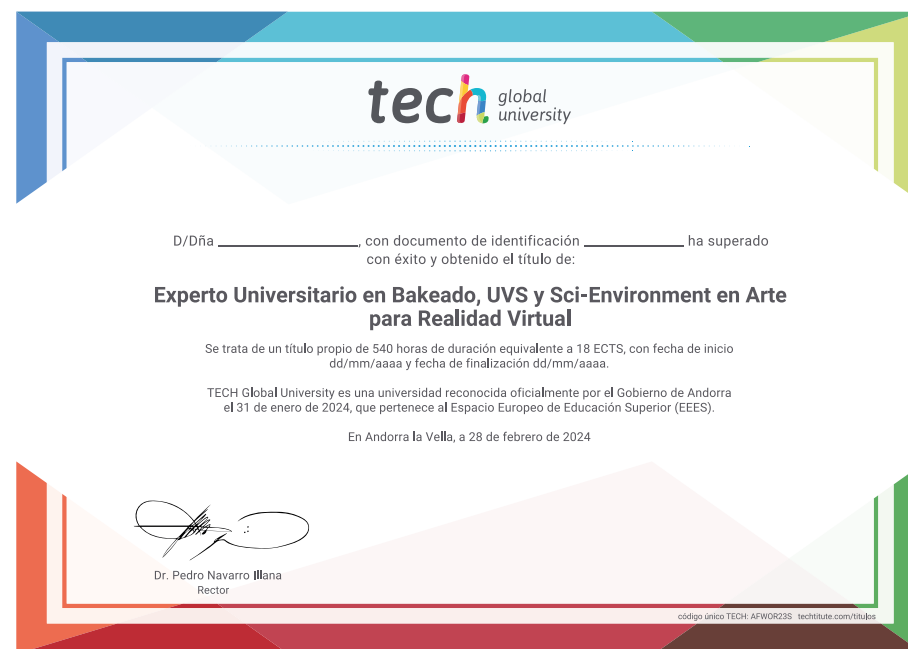 tech global university
D/Dña ________________, con documento de identificación ____________ ha superado
con éxito y obtenido el título de:
Experto Universitario en Bakeado, UVS y Sci-Environment en Arte
para Realidad Virtual
Se trata de un título propio de 540 horas de duración equivalente a 18 ECTS, con fecha de inicio
dd/mm/aaaa y fecha de finalización dd/mm/aaaa.
TECH Global University es una universidad reconocida oficialmente por el Gobierno de Andorra
el 31 de enero de 2024, que pertenece al Espacio Europeo de Educación Superior (EEES).
En Andorra la Vella, a 28 de febrero de 2024
Dr. Pedro Navarro Illana
Rector
código único TECH: AFWOR23S techtitute.com/titulos